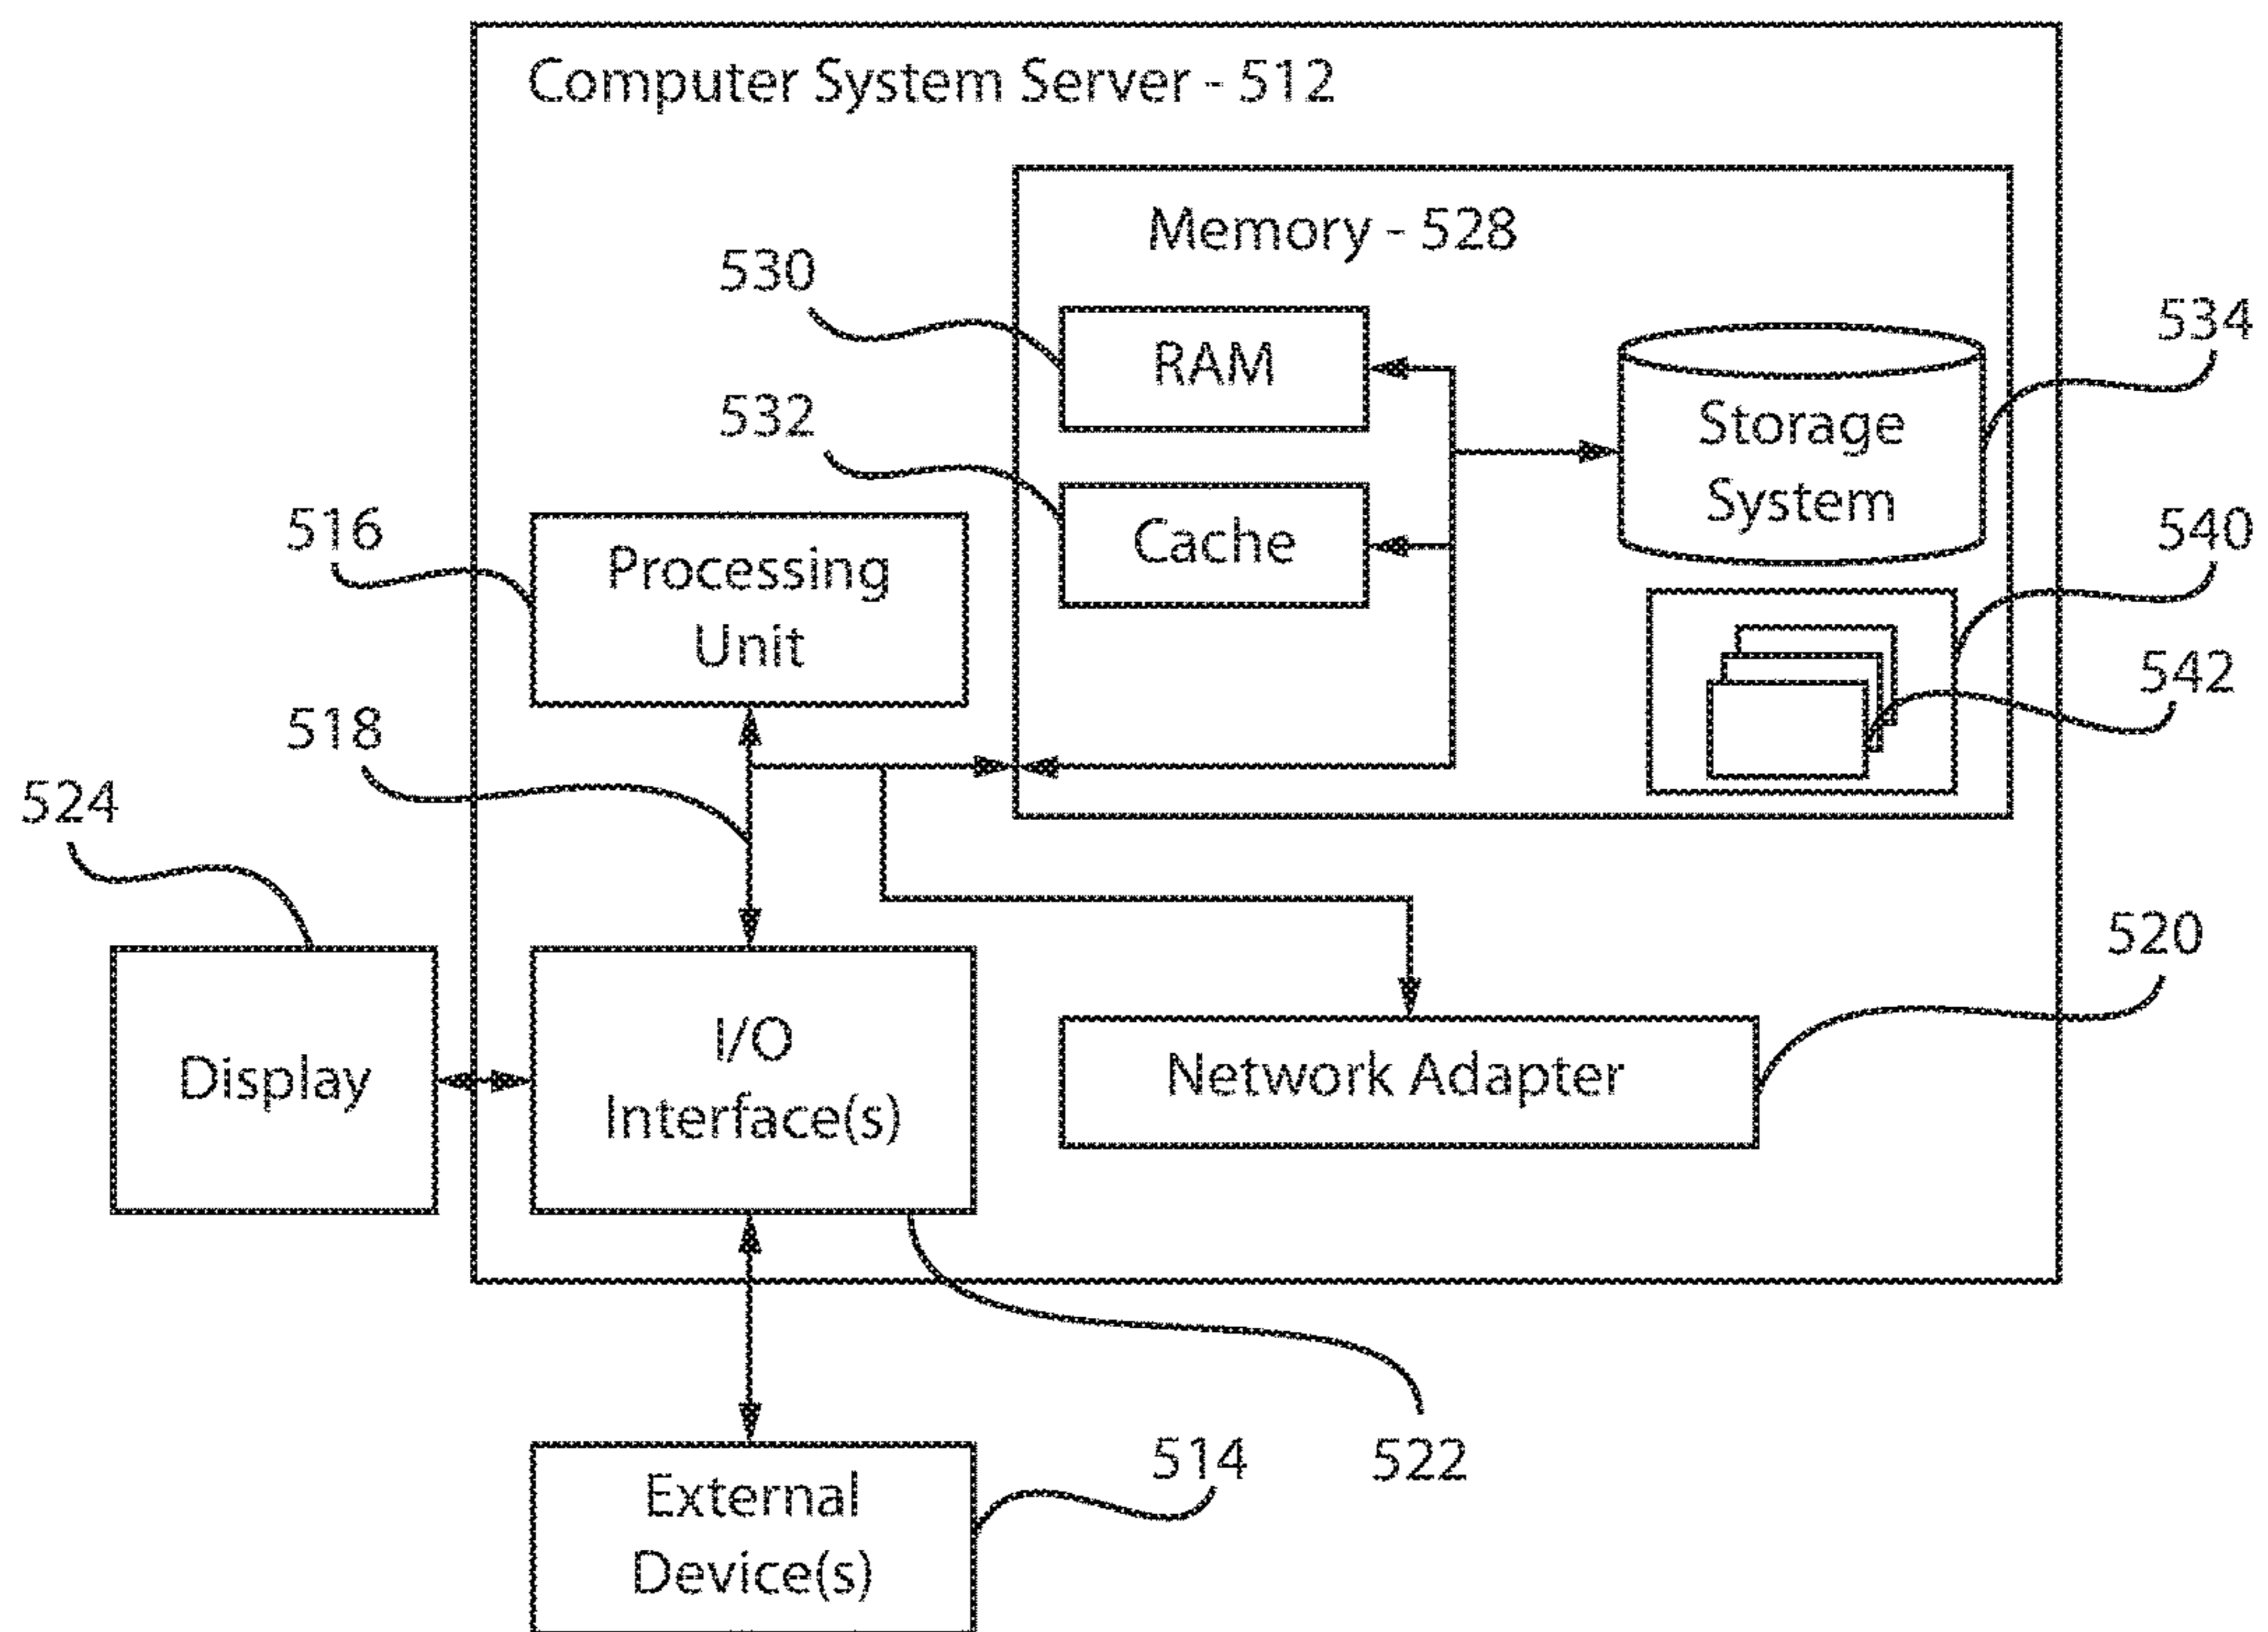 Computer System Server - 512
Memory - 528
530
RAM
534
532
Storage
System
Cache
516
Processing
Unit
540
542
518
524
520
I/O
Interface(s)
Display
Network Adapter
514
522
External
Device(s)